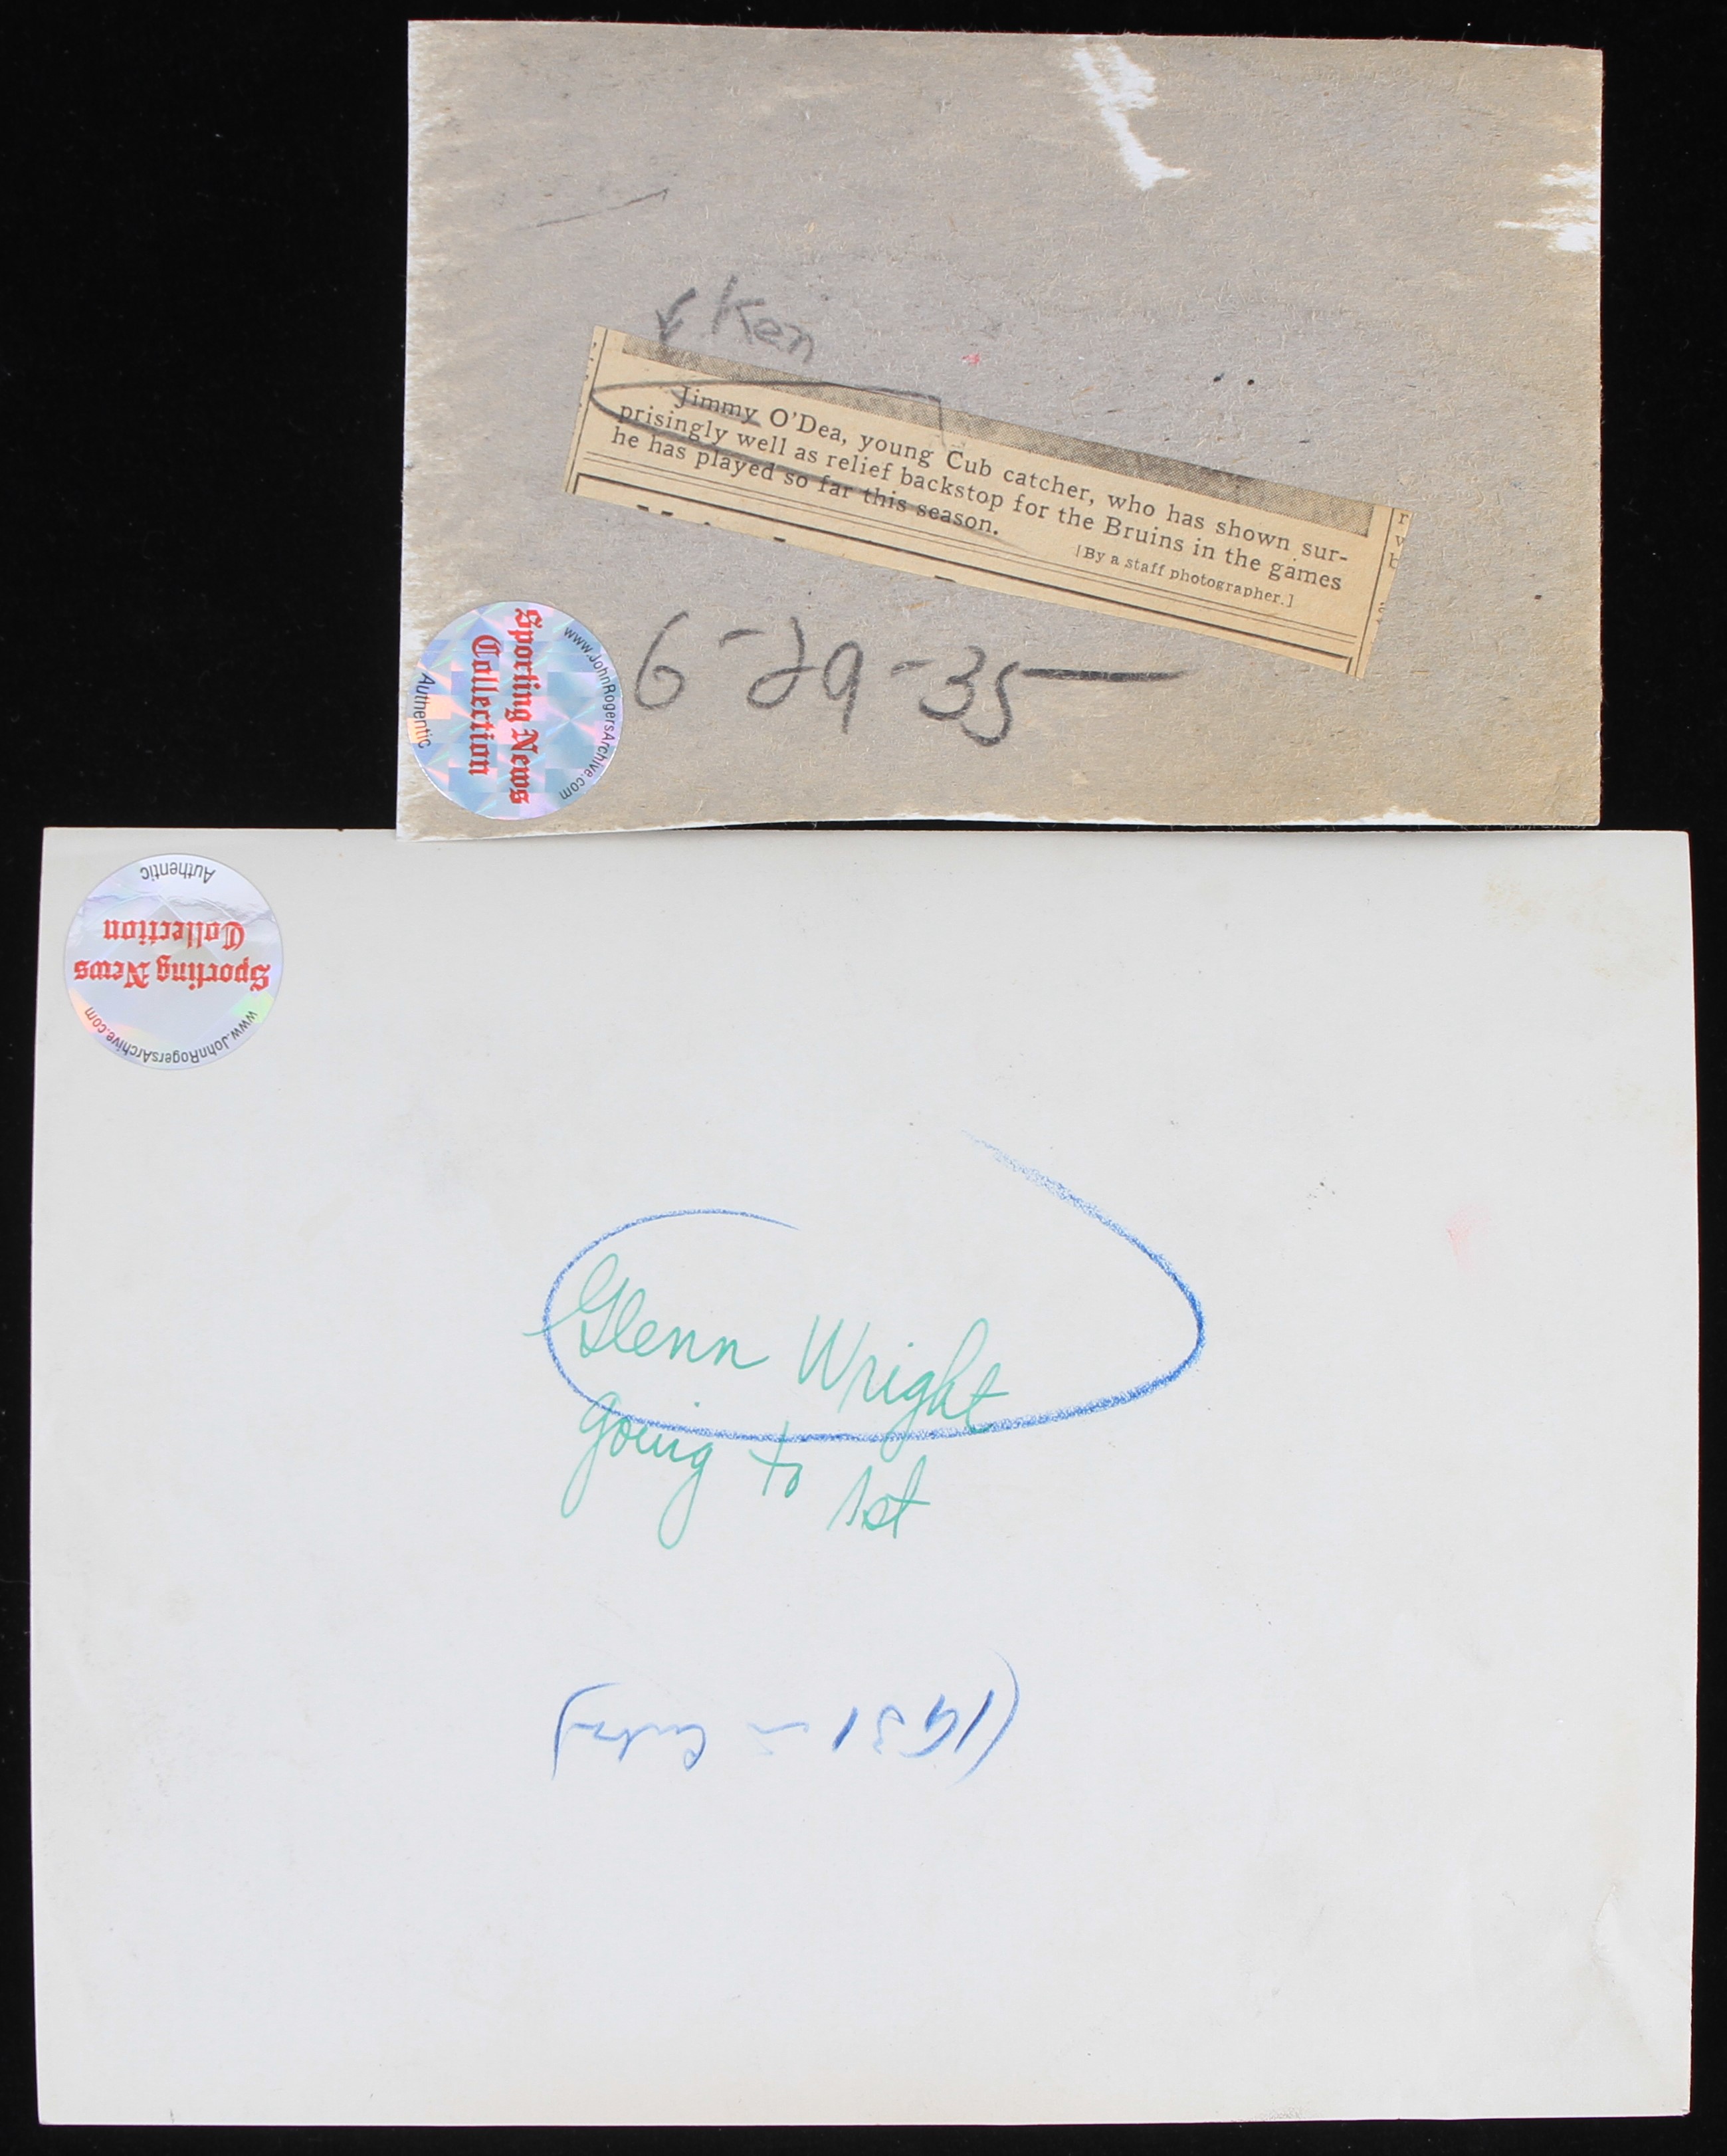 Ken
Jimmy O'Dea, young Cub catcher, who has shown sur-
prisingly well as relief backstop for the Bruins in the games
he has played so far this season.
[By a staff photographer.]
6-29-35
www.JohnRogersArchive.com
Sporting News
Collection
Authentic
Authentic
Collection
Sporting News
www.JohnRogersArchive.com
Glenn Wright
going to 1st
(1931